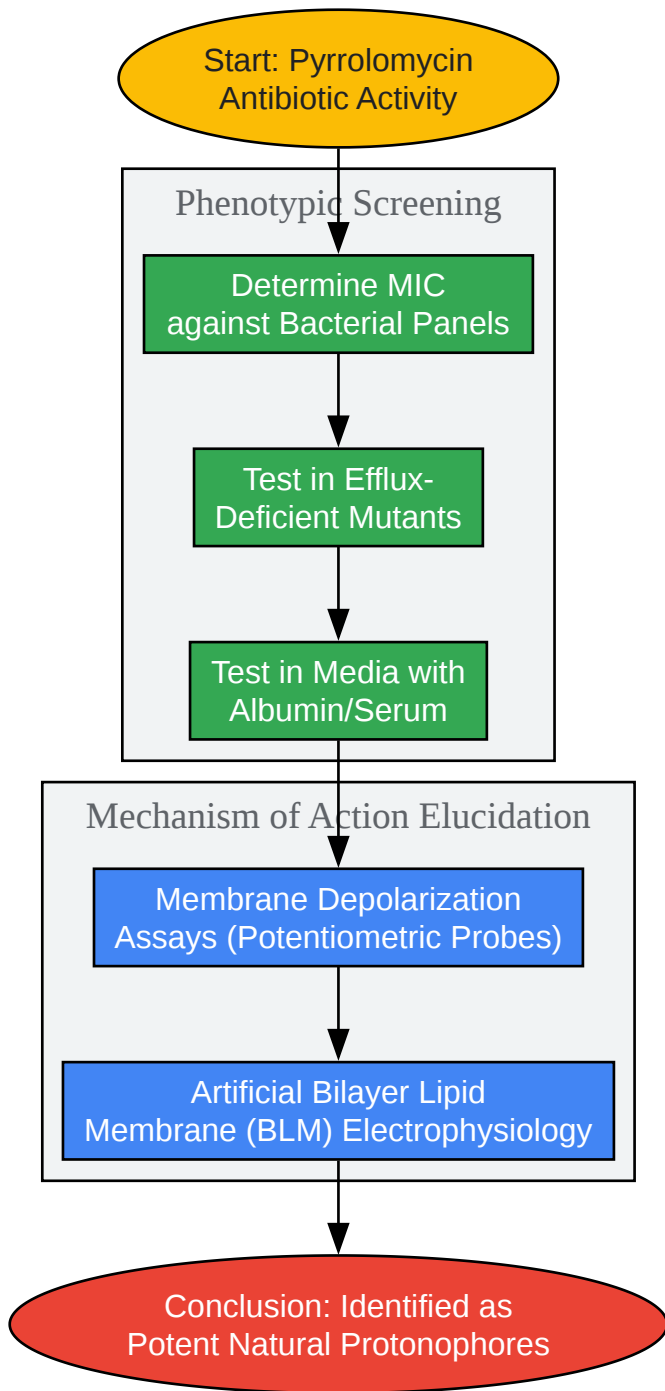 Start: Pyrrolomycin
Antibiotic Activity
Phenotypic Screening
Determine MIC
against Bacterial Panels
Test in Efflux-
Deficient Mutants
Test in Media with
Albumin/Serum
Mechanism of Action Elucidation
Membrane Depolarization
Assays (Potentiometric Probes)
Artificial Bilayer Lipid
Membrane (BLM) Electrophysiology
Conclusion: Identified as
Potent Natural Protonophores